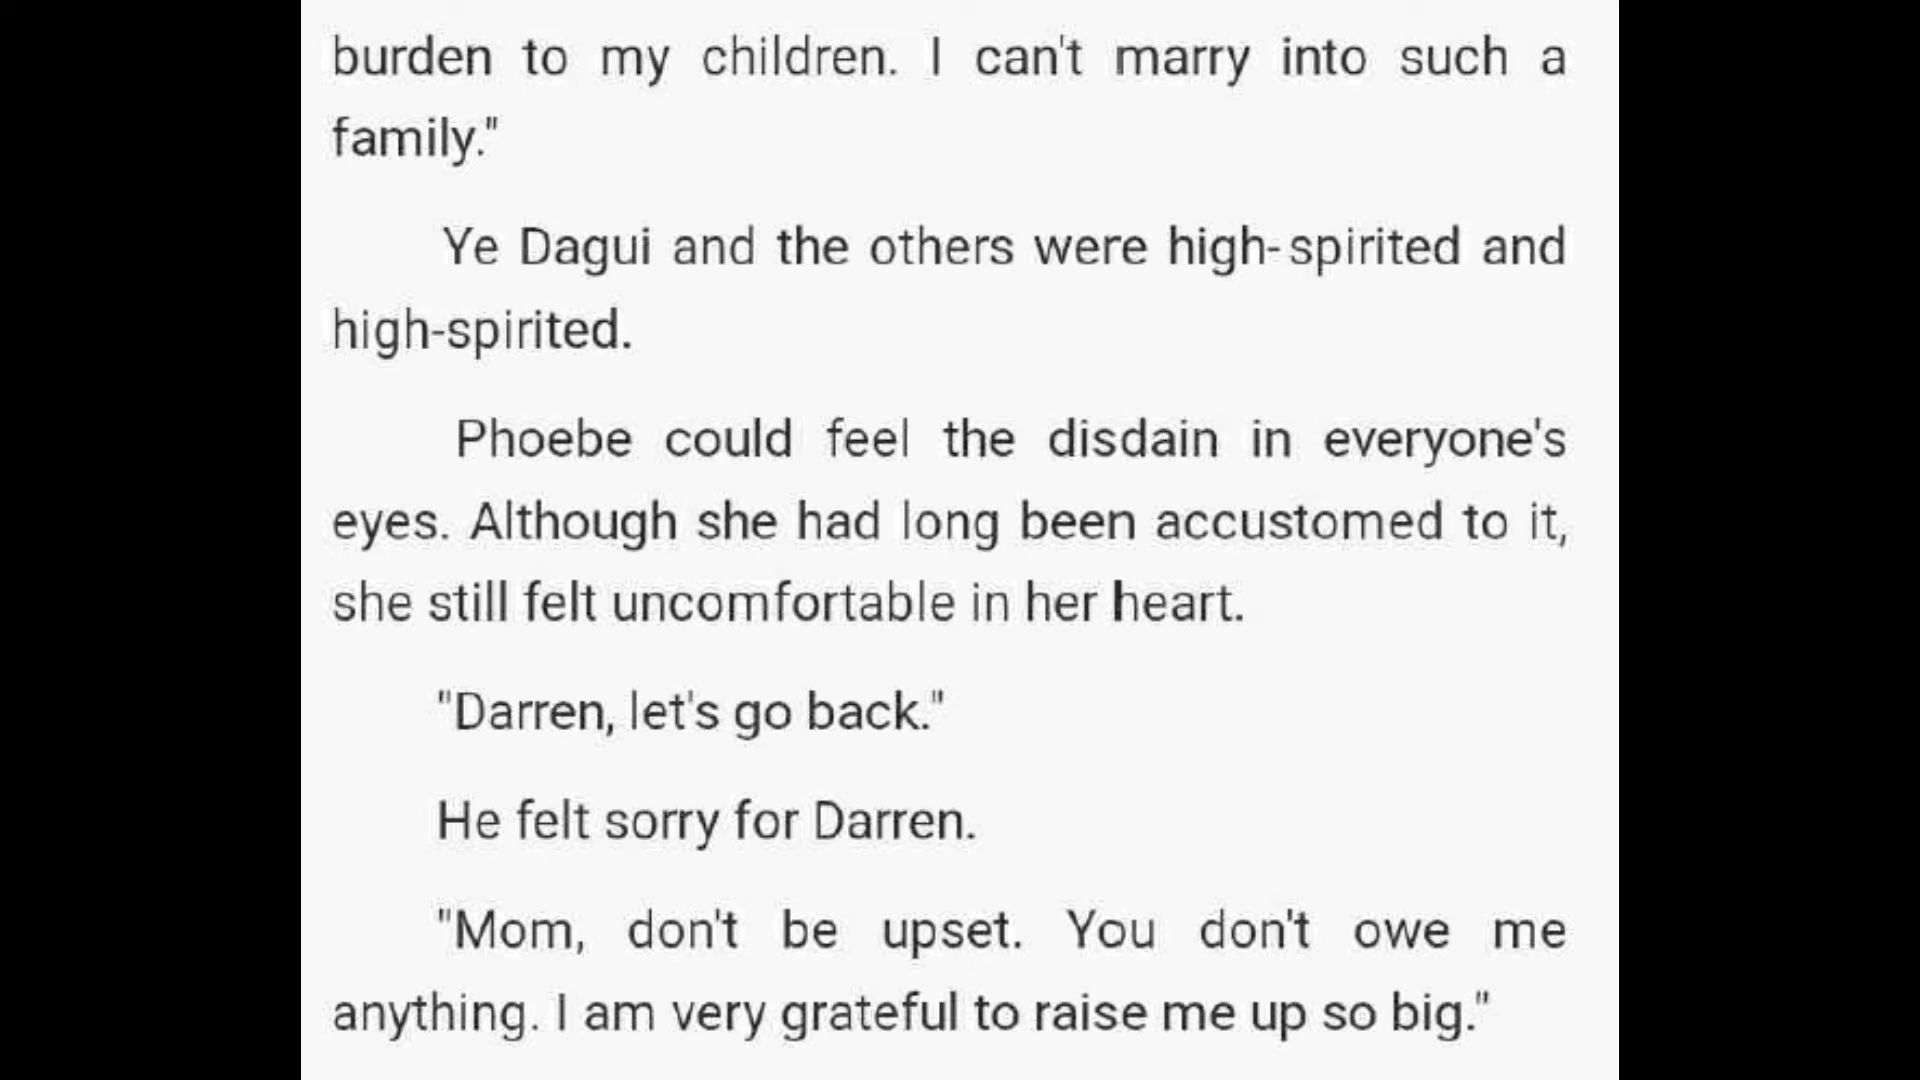 burden to my children. I can't marry into such a
family."
Ye Dagui and the others were high-spirited and
high-spirited.
Phoebe could feel the disdain in everyone's
eyes. Although she had long been accustomed to it,
she still felt uncomfortable in her heart.
"Darren, let's go back."
He felt sorry for Darren.
"Mom, don't be upset. You don't owe me
anything. I am very grateful to raise me up so big."